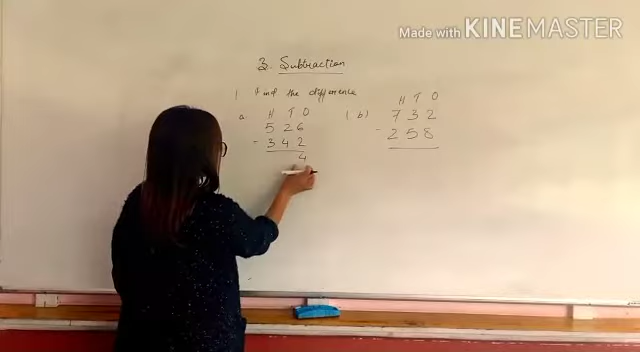 Made with KINEMASTER
3. Subtraction
1 Find the difference
a H T O
5 2 6
- 3 4 2
4
(b) H T O
7 3 2
- 2 5 8